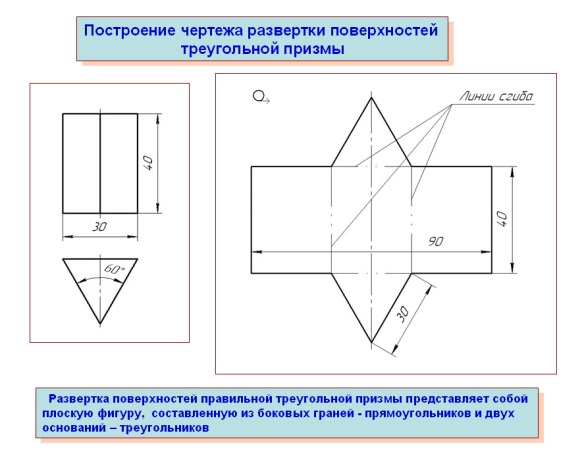 Построение чертежа развертки поверхностей
треугольной призмы
40
30
60°
Линии сгиба
90
40
30
Развертка поверхностей правильной треугольной призмы представляет собой
плоскую фигуру, составленную из боковых граней - прямоугольников и двух
оснований – треугольников